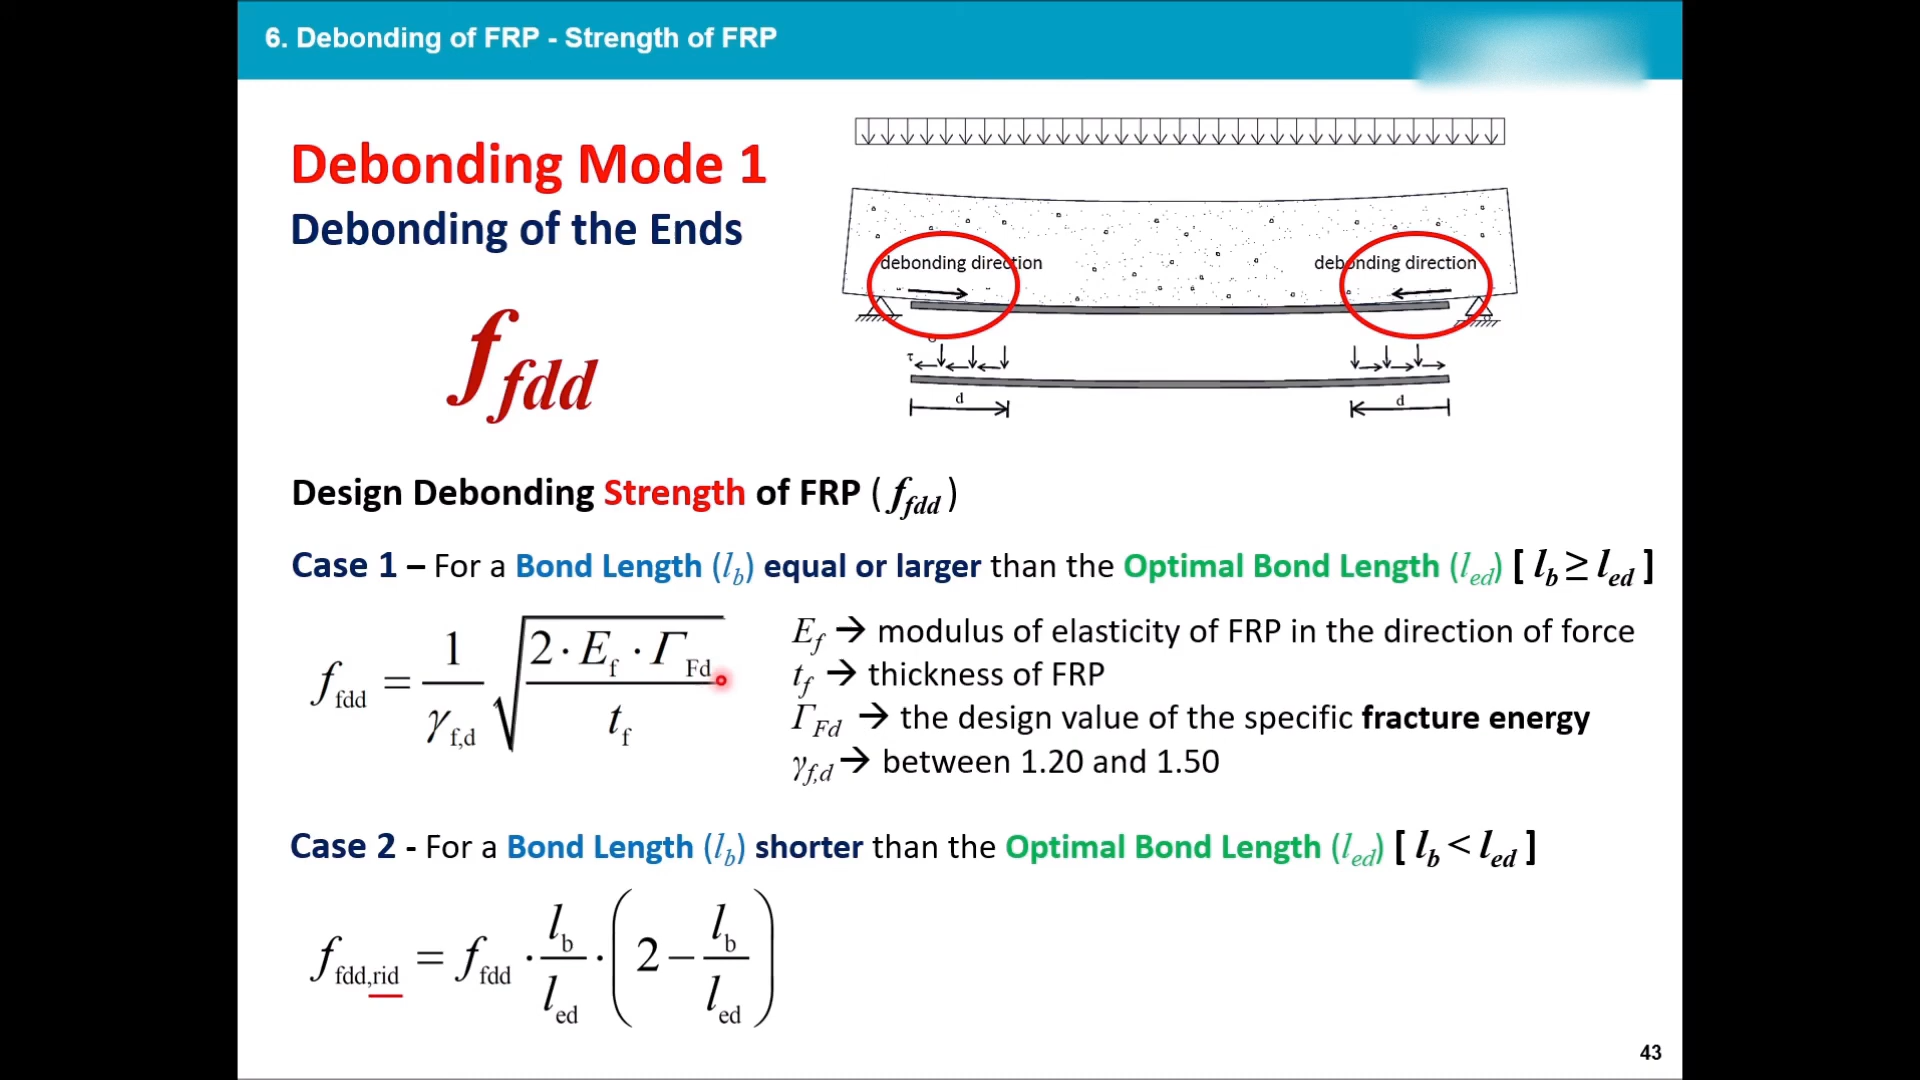 6. Debonding of FRP - Strength of FRP
Debonding Mode 1
Debonding of the Ends
f_fdd
debonding direction
debonding direction
τ
d
d
Design Debonding Strength of FRP ( f_fdd )
Case 1 – For a Bond Length (l_b) equal or larger than the Optimal Bond Length (l_ed) [ l_b ≥ l_ed ]
f_fdd = 1/γ_f,d √(2 · E_f · Γ_Fd / t_f)
E_f → modulus of elasticity of FRP in the direction of force
t_f → thickness of FRP
Γ_Fd → the design value of the specific fracture energy
γ_f,d → between 1.20 and 1.50
Case 2 - For a Bond Length (l_b) shorter than the Optimal Bond Length (l_ed) [ l_b < l_ed ]
f_fdd,rid = f_fdd · l_b/l_ed · (2 − l_b/l_ed)
43